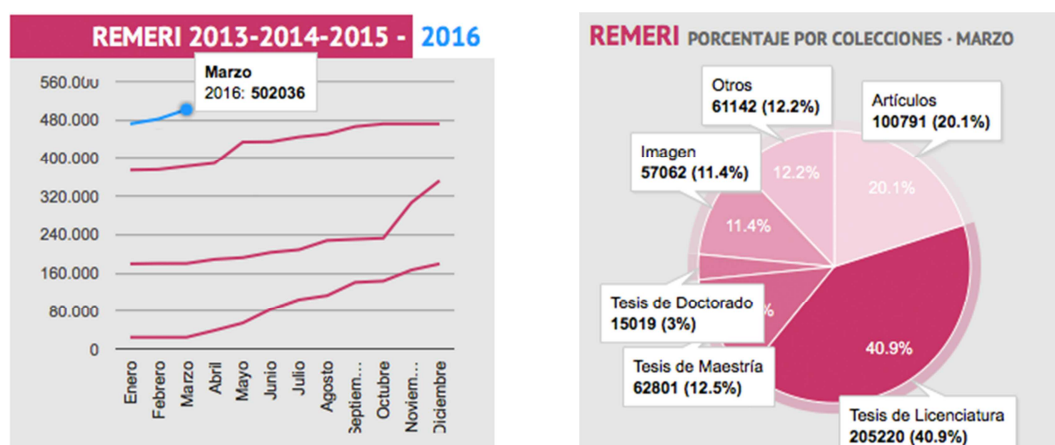 REMERI 2013-2014-2015 - 2016
Marzo
2016: 502036
560.000
480.000
400.000
320.000
240.000
160.000
80.000
0
Enero
Febrero
Marzo
Abril
Mayo
Junio
Julio
Agosto
Septiem...
Octubre
Noviem...
Diciembre
REMERI PORCENTAJE POR COLECCIONES · MARZO
Otros
61142 (12.2%)
Artículos
100791 (20.1%)
Imagen
57062 (11.4%)
12.2%
20.1%
11.4%
Tesis de Doctorado
15019 (3%)
%
40.9%
Tesis de Maestría
62801 (12.5%)
Tesis de Licenciatura
205220 (40.9%)